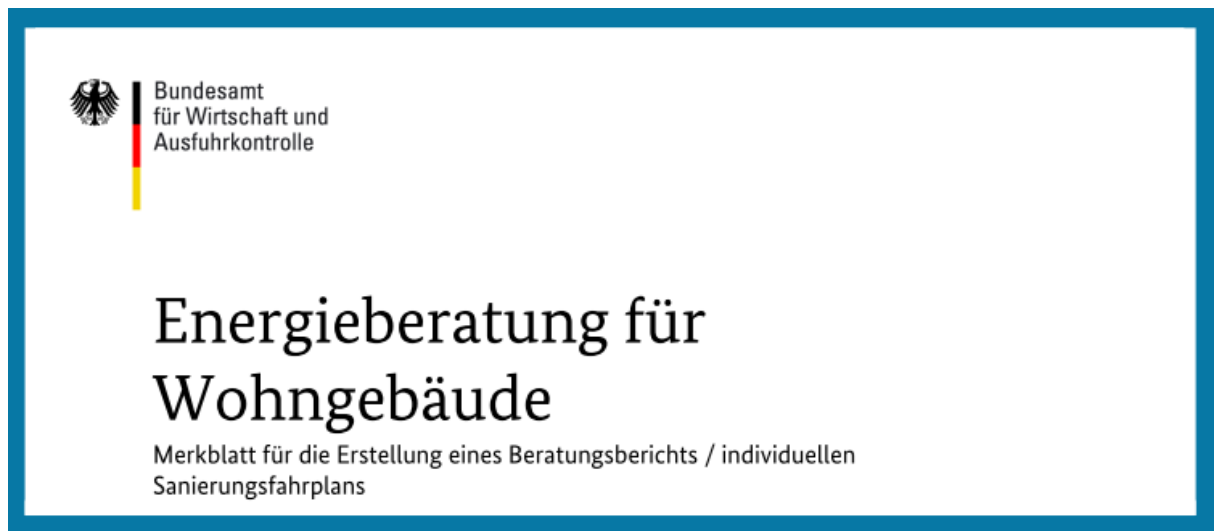 Bundesamt
für Wirtschaft und
Ausfuhrkontrolle
Energieberatung für
Wohngebäude
Merkblatt für die Erstellung eines Beratungsberichts / individuellen
Sanierungsfahrplans